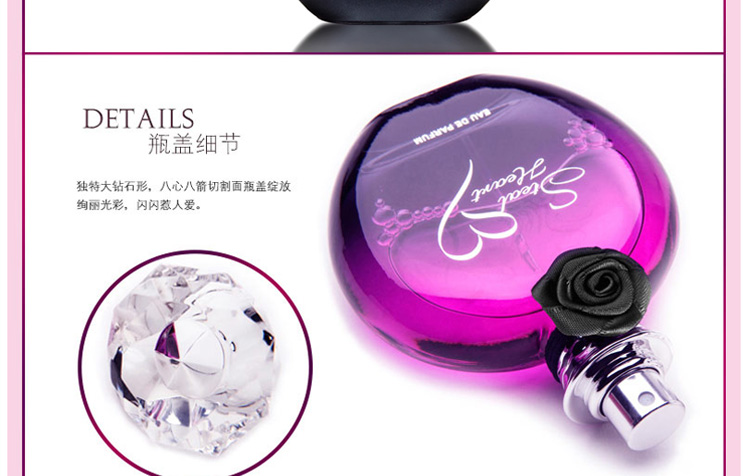 DETAILS
瓶盖细节
独特大钻石形，八心八箭切割面瓶盖绽放
绚丽光彩，闪闪惹人爱。
EAU DE PARFUM
Steal
Heart